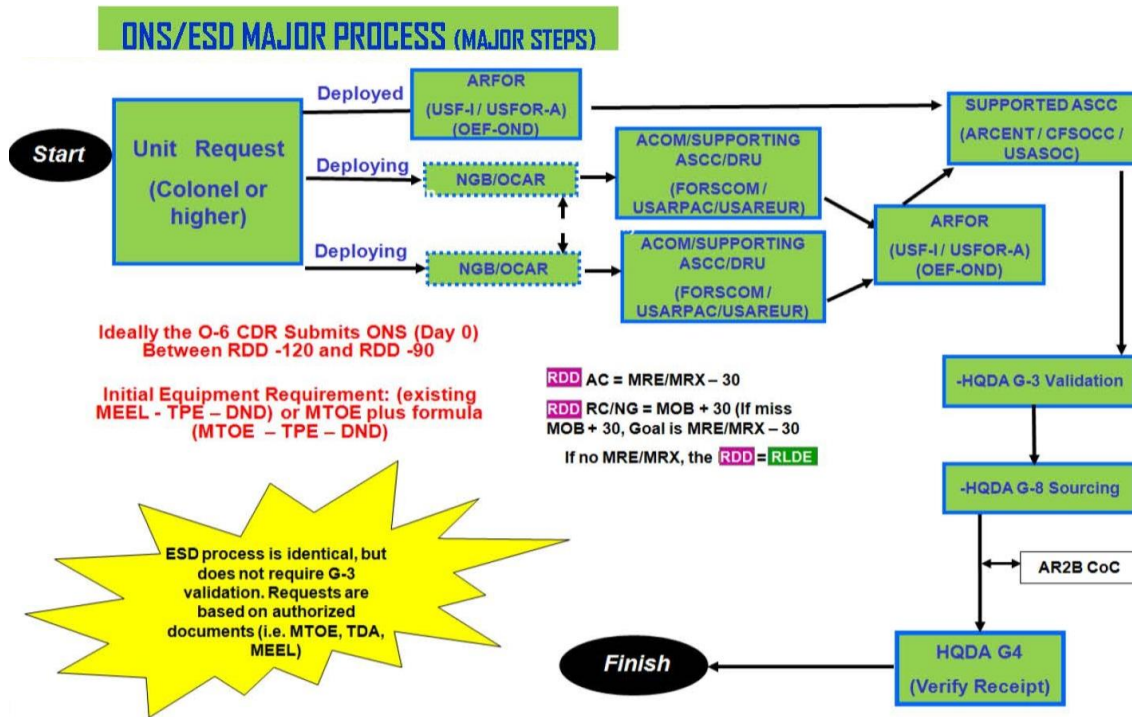 ONS/ESD MAJOR PROCESS (MAJOR STEPS)
Start
Unit Request
(Colonel or
higher)
Deployed
Deploying
Deploying
ARFOR
(USF-I / USFOR-A)
(OEF-OND)
NGB/OCAR
NGB/OCAR
ACOM/SUPPORTING
ASCC/DRU
(FORSCOM /
USARPAC/USAREUR)
ACOM/SUPPORTING
ASCC/DRU
(FORSCOM /
USARPAC/USAREUR)
ARFOR
(USF-I / USFOR-A)
(OEF-OND)
SUPPORTED ASCC
(ARCENT / CFSOCC /
USASOC)
Ideally the O-6 CDR Submits ONS (Day 0)
Between RDD -120 and RDD -90
Initial Equipment Requirement: (existing
MEEL - TPE – DND) or MTOE plus formula
(MTOE – TPE – DND)
RDD AC = MRE/MRX – 30
RDD RC/NG = MOB + 30 (If miss
MOB + 30, Goal is MRE/MRX – 30
If no MRE/MRX, the RDD = RLDE
-HQDA G-3 Validation
-HQDA G-8 Sourcing
AR2B CoC
HQDA G4
(Verify Receipt)
Finish
ESD process is identical, but
does not require G-3
validation. Requests are
based on authorized
documents (i.e. MTOE, TDA,
MEEL)